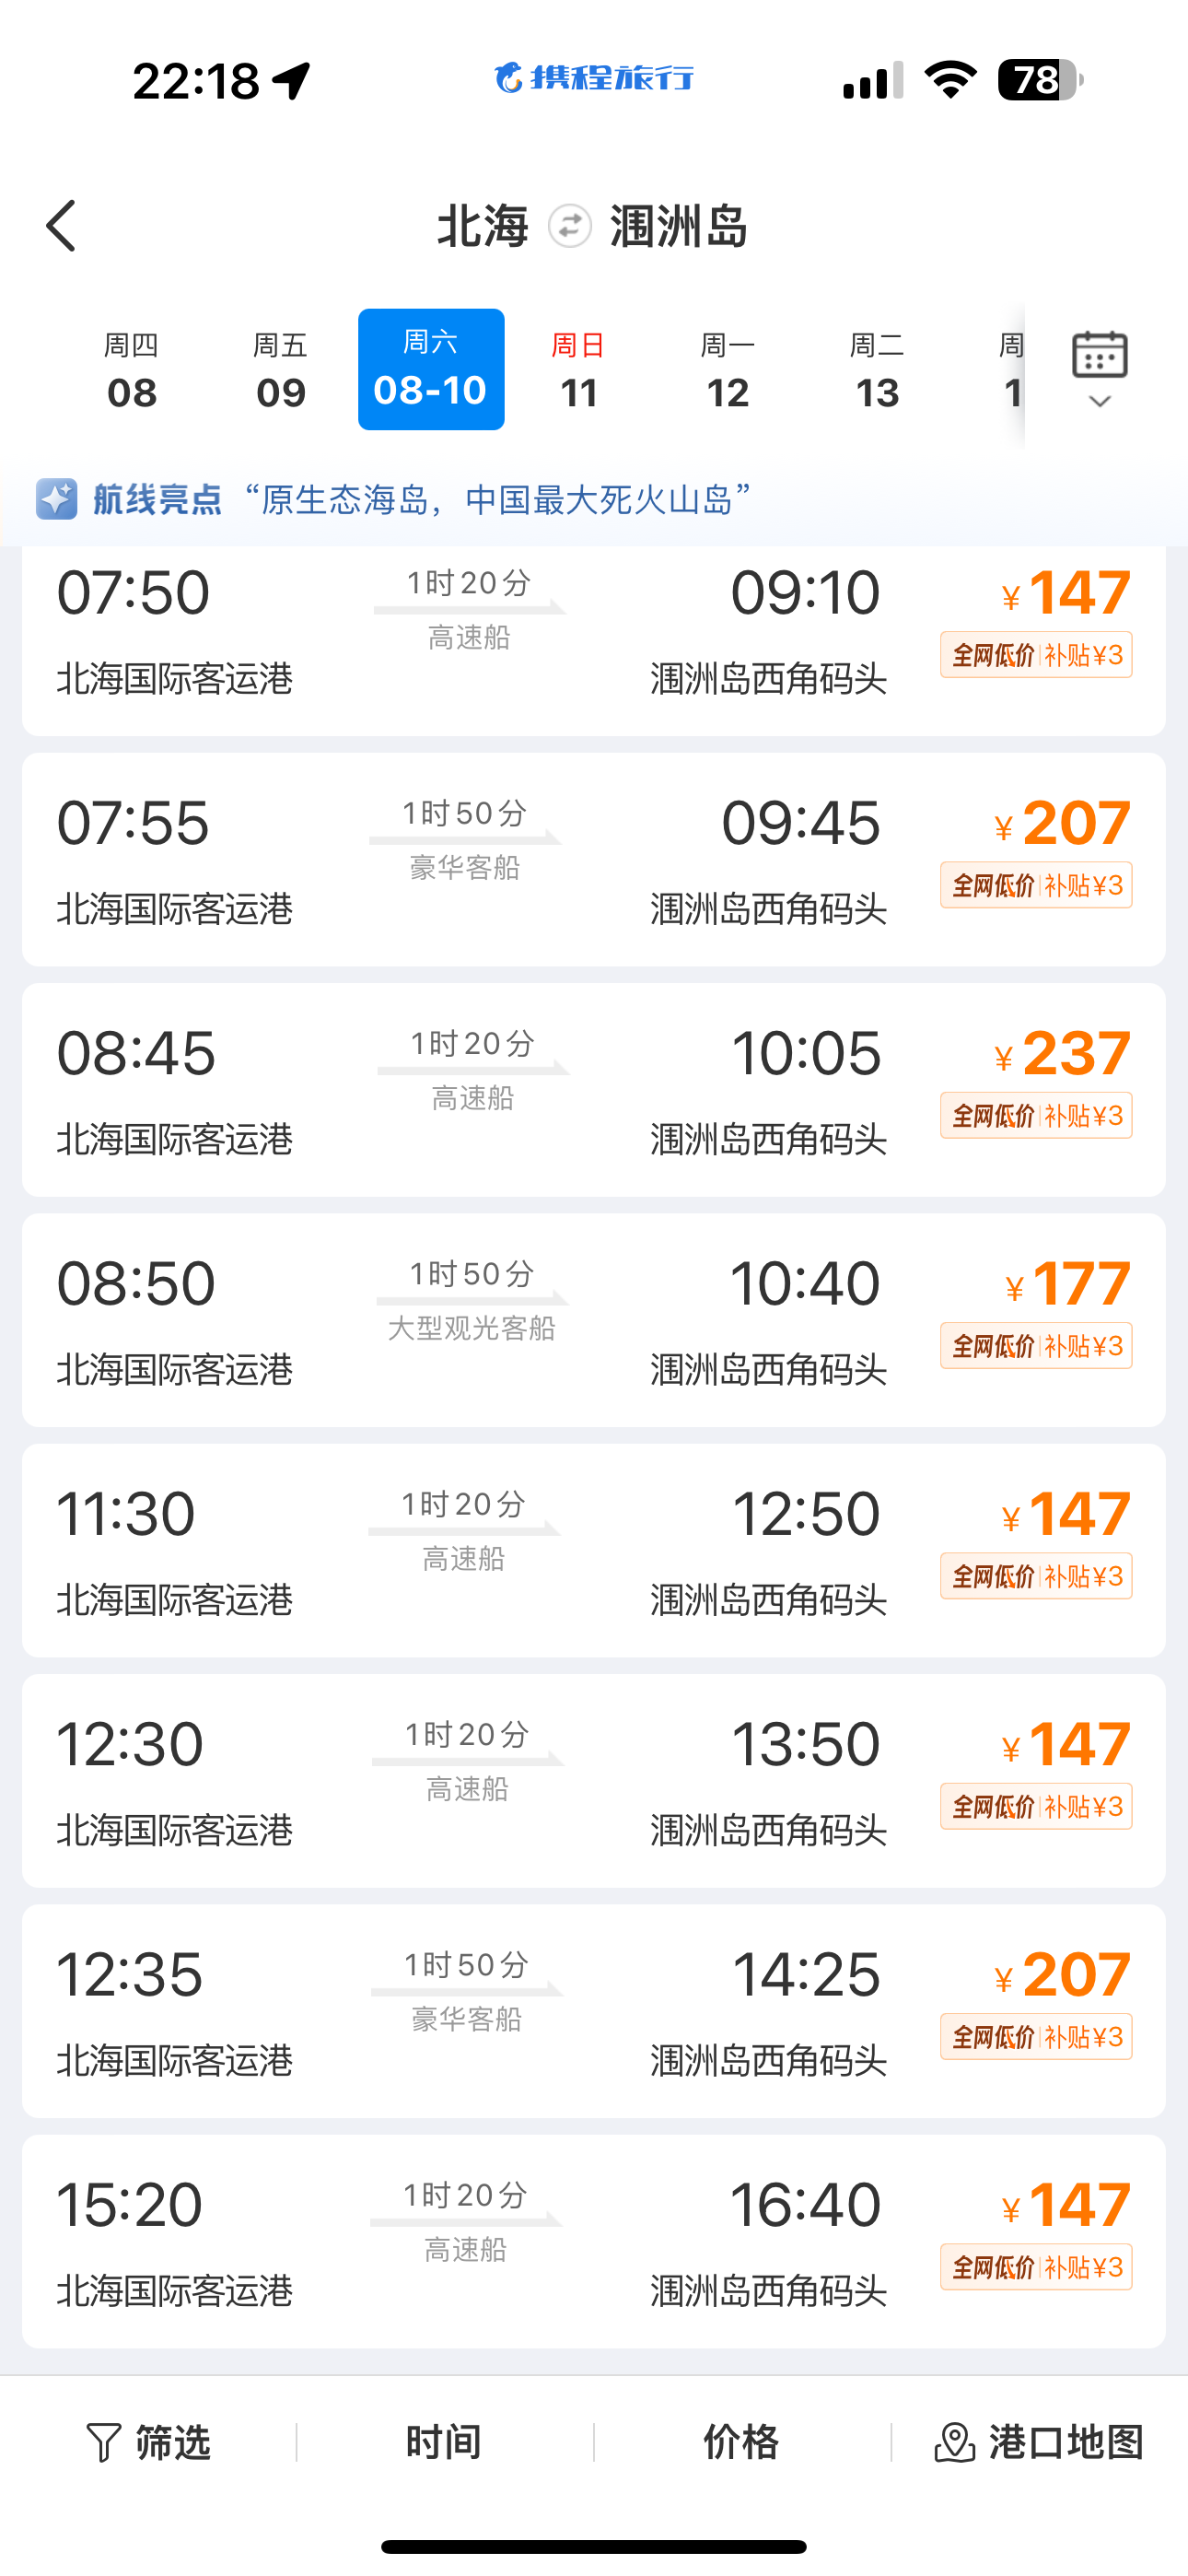 22:18 携程旅行 78
北海 涠洲岛
周四 周五 周六 周日 周一 周二 周
08 09 08-10 11 12 13 1
航线亮点 “原生态海岛，中国最大死火山岛”
07:50 1时20分 09:10 ¥147
高速船 全网低价 补贴¥3
北海国际客运港 涠洲岛西角码头
07:55 1时50分 09:45 ¥207
豪华客船 全网低价 补贴¥3
北海国际客运港 涠洲岛西角码头
08:45 1时20分 10:05 ¥237
高速船 全网低价 补贴¥3
北海国际客运港 涠洲岛西角码头
08:50 1时50分 10:40 ¥177
大型观光客船 全网低价 补贴¥3
北海国际客运港 涠洲岛西角码头
11:30 1时20分 12:50 ¥147
高速船 全网低价 补贴¥3
北海国际客运港 涠洲岛西角码头
12:30 1时20分 13:50 ¥147
高速船 全网低价 补贴¥3
北海国际客运港 涠洲岛西角码头
12:35 1时50分 14:25 ¥207
豪华客船 全网低价 补贴¥3
北海国际客运港 涠洲岛西角码头
15:20 1时20分 16:40 ¥147
高速船 全网低价 补贴¥3
北海国际客运港 涠洲岛西角码头
筛选 时间 价格 港口地图